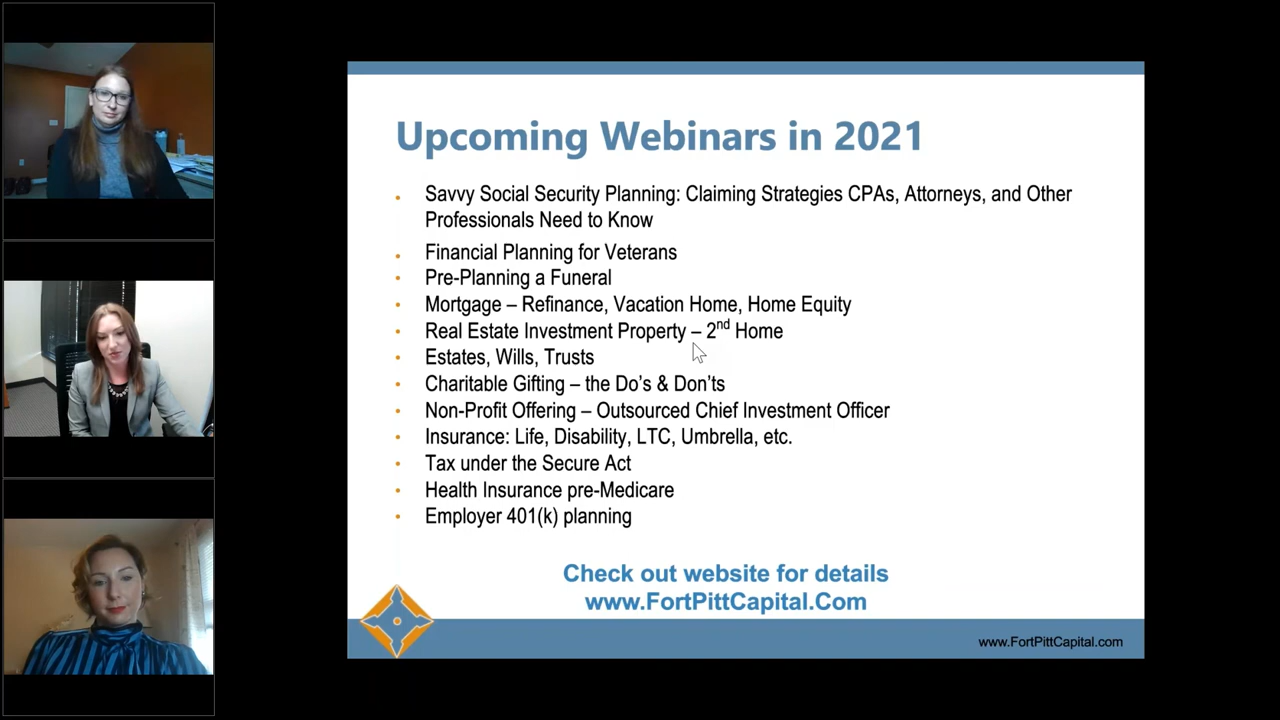 Upcoming Webinars in 2021
Savvy Social Security Planning: Claiming Strategies CPAs, Attorneys, and Other
Professionals Need to Know
Financial Planning for Veterans
Pre-Planning a Funeral
Mortgage – Refinance, Vacation Home, Home Equity
Real Estate Investment Property – 2nd Home
Estates, Wills, Trusts
Charitable Gifting – the Do's & Don'ts
Non-Profit Offering – Outsourced Chief Investment Officer
Insurance: Life, Disability, LTC, Umbrella, etc.
Tax under the Secure Act
Health Insurance pre-Medicare
Employer 401(k) planning
Check out website for details
www.FortPittCapital.Com
www.FortPittCapital.com